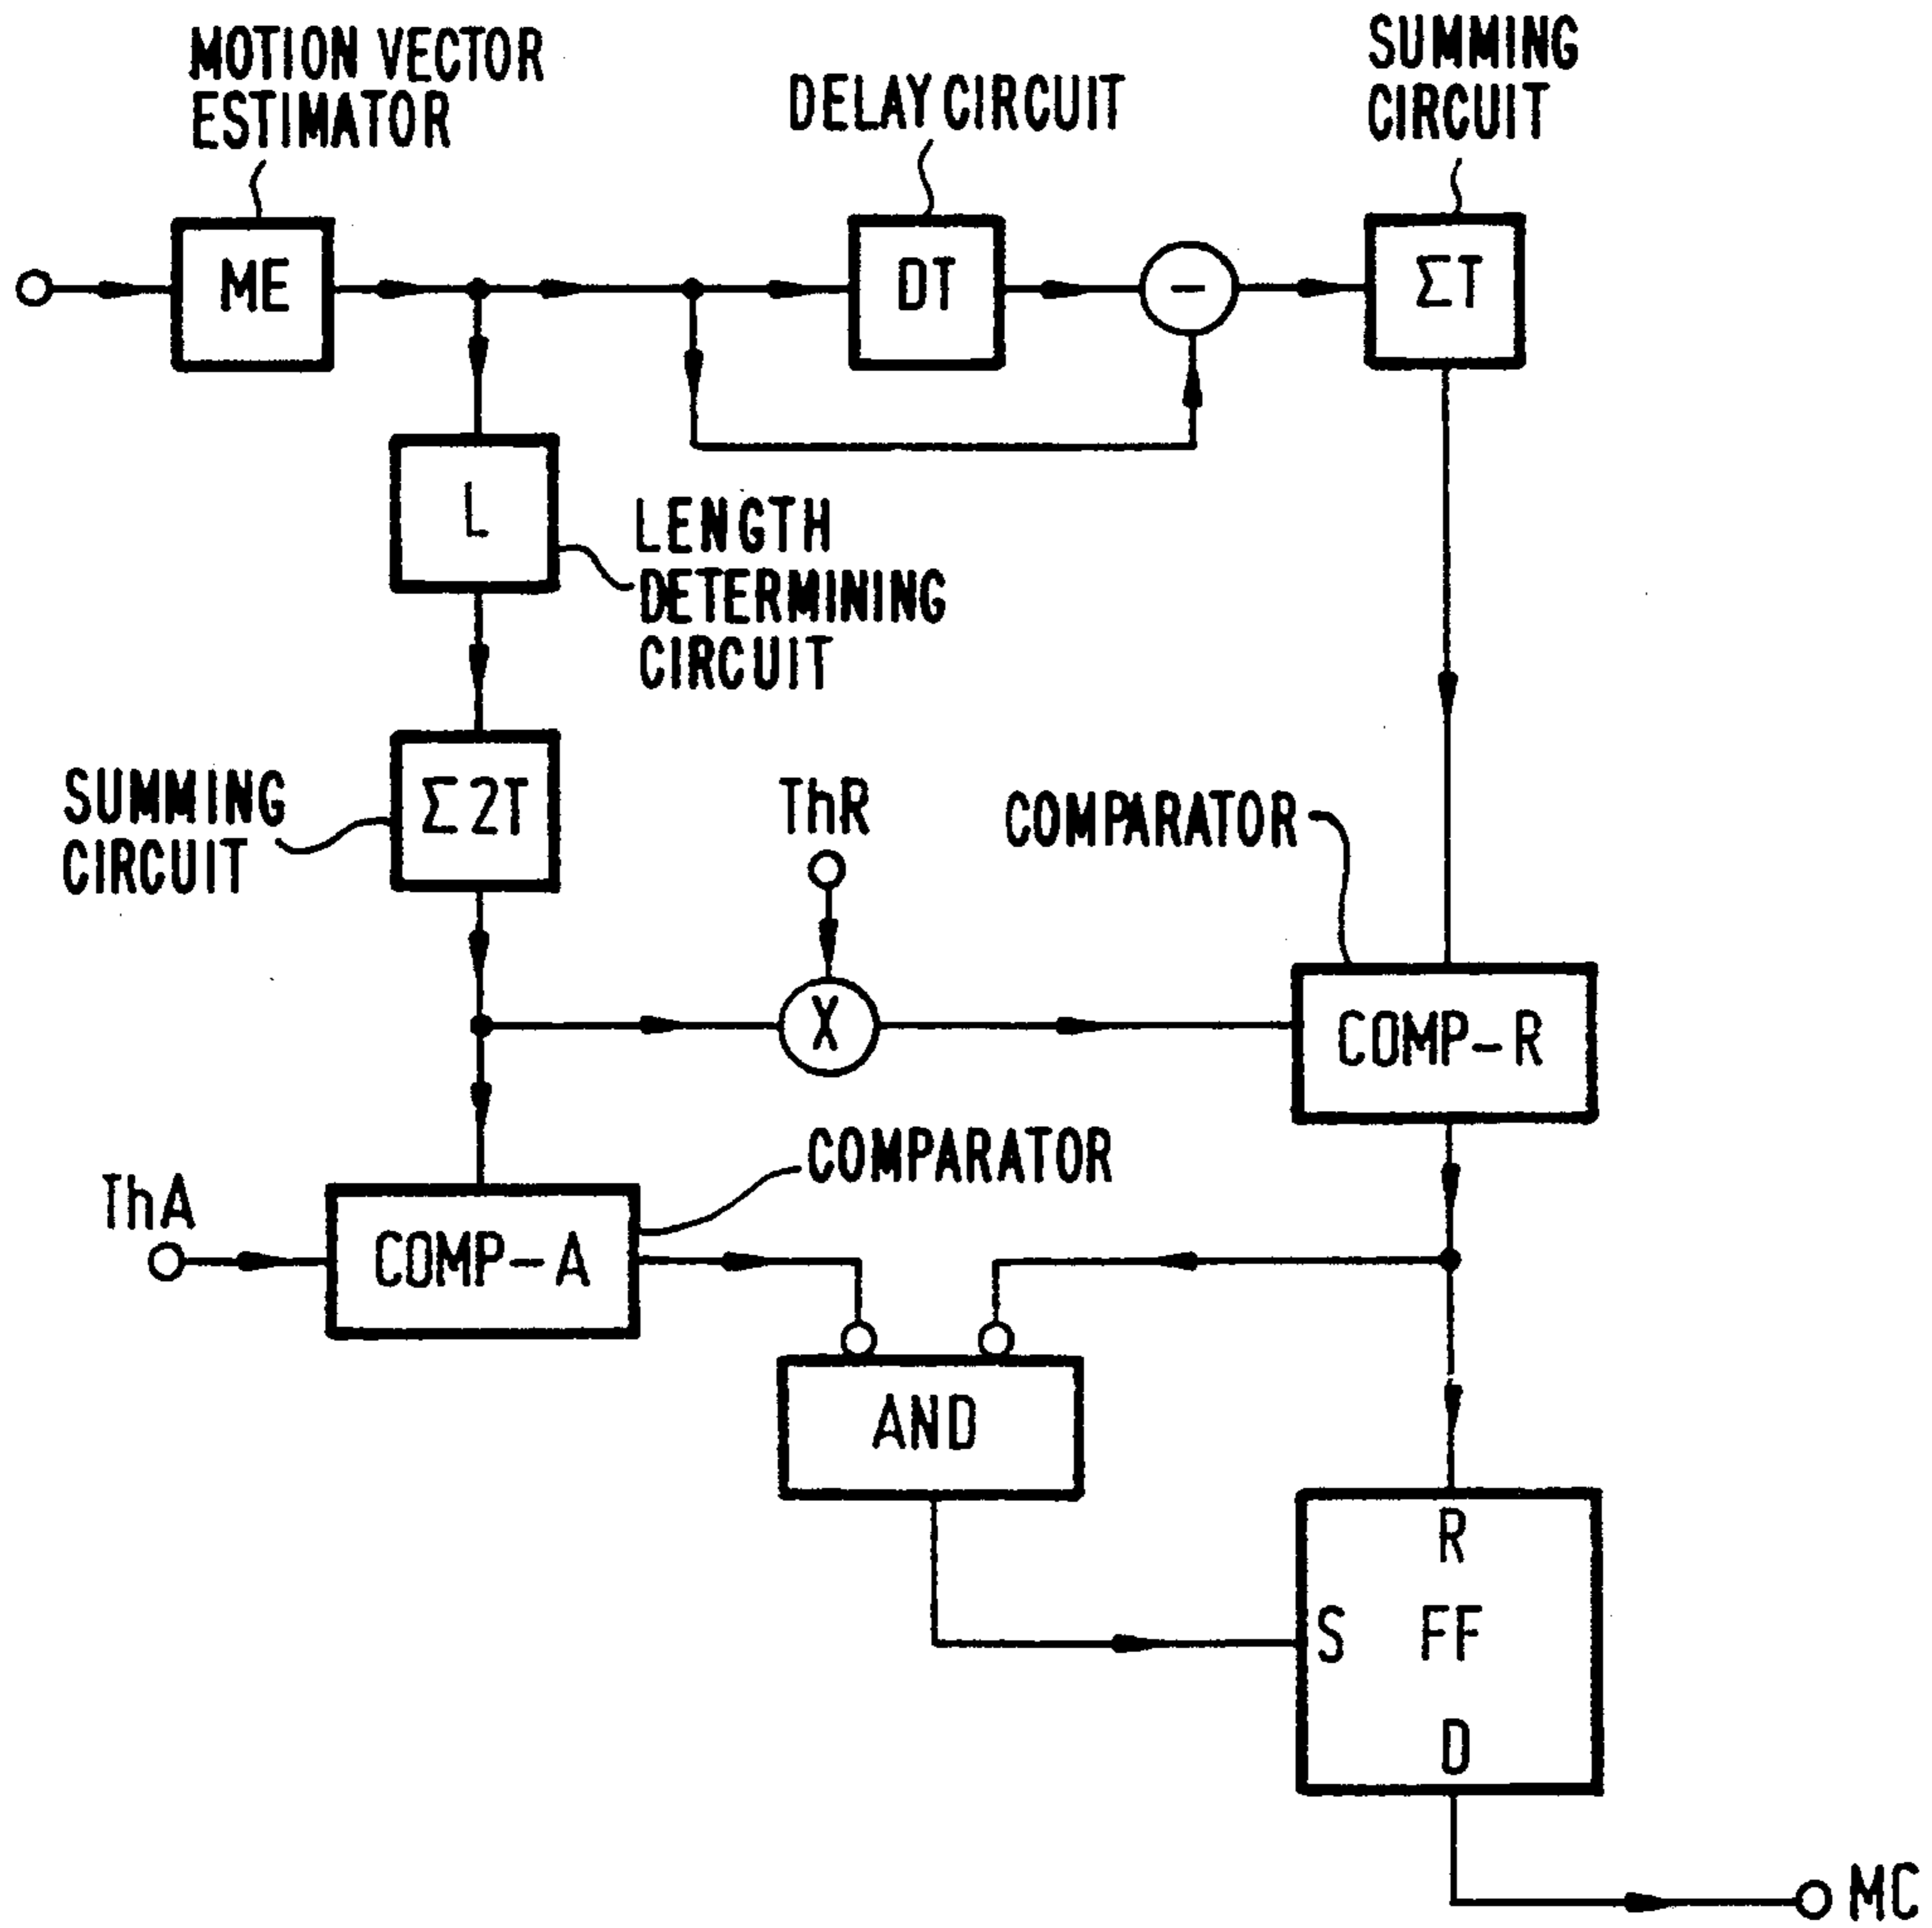 MOTION VECTOR
ESTIMATOR
DELAY CIRCUIT
SUMMING
CIRCUIT
ME
DT
−
ΣT
L
LENGTH
DETERMINING
CIRCUIT
SUMMING
CIRCUIT
Σ2T
ThR
COMPARATOR
X
COMP-R
COMPARATOR
ThA
COMP-A
AND
R
S FF
D
MC